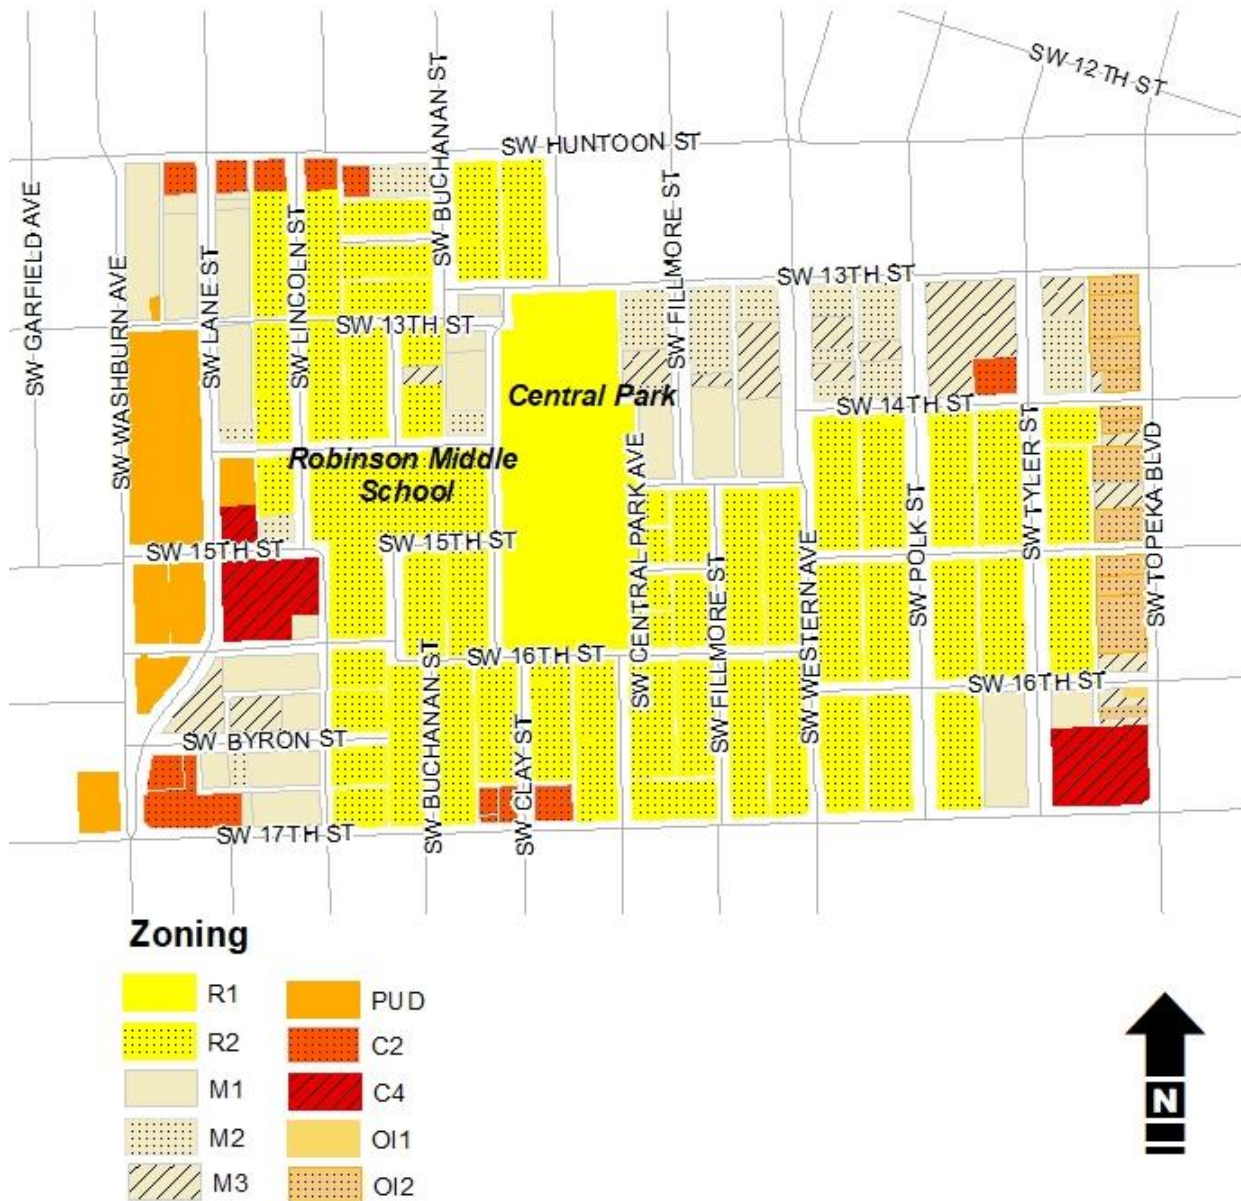 SW 12TH ST
SW HUNTOON ST
SW BUCHANAN ST
SW GARFIELD AVE
SW WASHBURN AVE
SW LANE ST
SW LINCOLN ST
SW FILLMORE ST
SW 13TH ST
SW 13TH ST
Central Park
SW 14TH ST
Robinson Middle
School
SW CENTRAL PARK AVE
SW POLK ST
SW TYLER ST
SW TOPEKA BLVD
SW 15TH ST
SW 15TH ST
SW FILLMORE ST
SW WESTERN AVE
SW 16TH ST
SW 16TH ST
SW BUCHANAN ST
SW CLAY ST
SW BYRON ST
SW 17TH ST
Zoning
R1
PUD
R2
C2
M1
C4
M2
OI1
M3
OI2
N